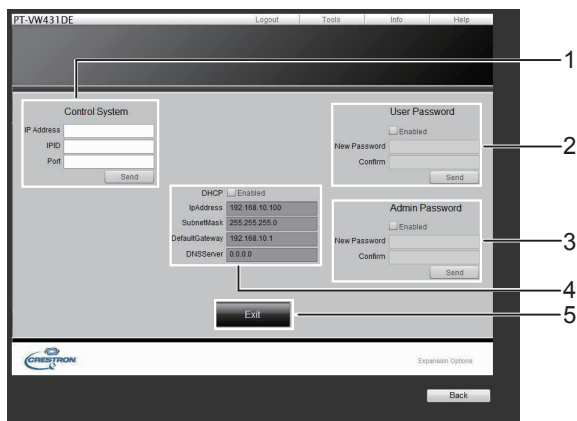 PT-VW431DE
Logout Tools Info Help
1
Control System
IP Address
IPID
Port
Send
User Password
Enabled
New Password
Confirm
Send
2
DHCP Enabled
IpAddress 192.168.10.100
SubnetMask 255.255.255.0
DefaultGateway 192.168.10.1
DNSServer 0.0.0.0
Admin Password
Enabled
New Password
Confirm
Send
3
4
Exit
5
CRESTRON
Expansion Options
Back